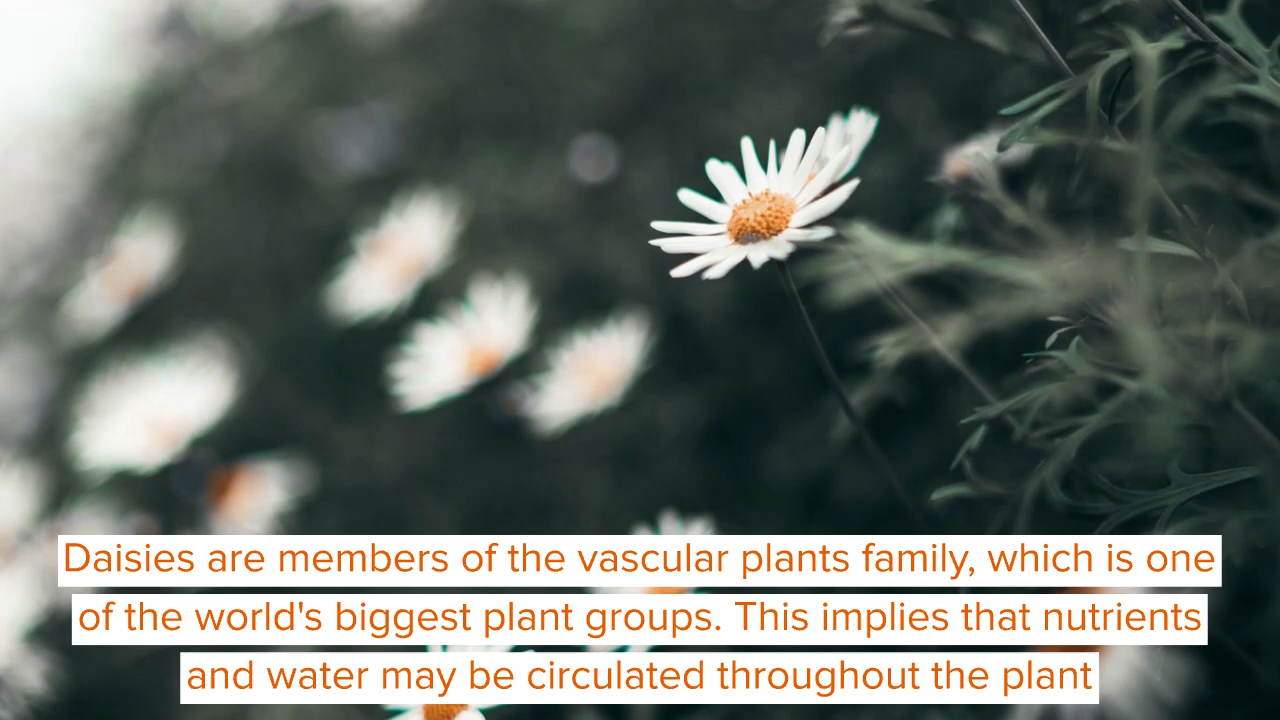 Daisies are members of the vascular plants family, which is one
of the world's biggest plant groups. This implies that nutrients
and water may be circulated throughout the plant